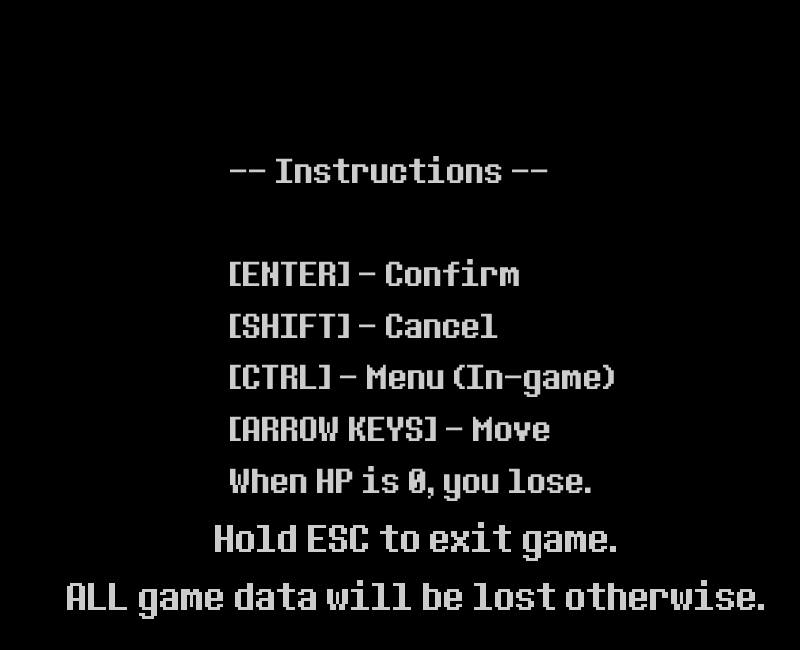 -- Instructions --
[ENTER] - Confirm
[SHIFT] - Cancel
[CTRL] - Menu (In-game)
[ARROW KEYS] - Move
When HP is 0, you lose.
Hold ESC to exit game.
ALL game data will be lost otherwise.